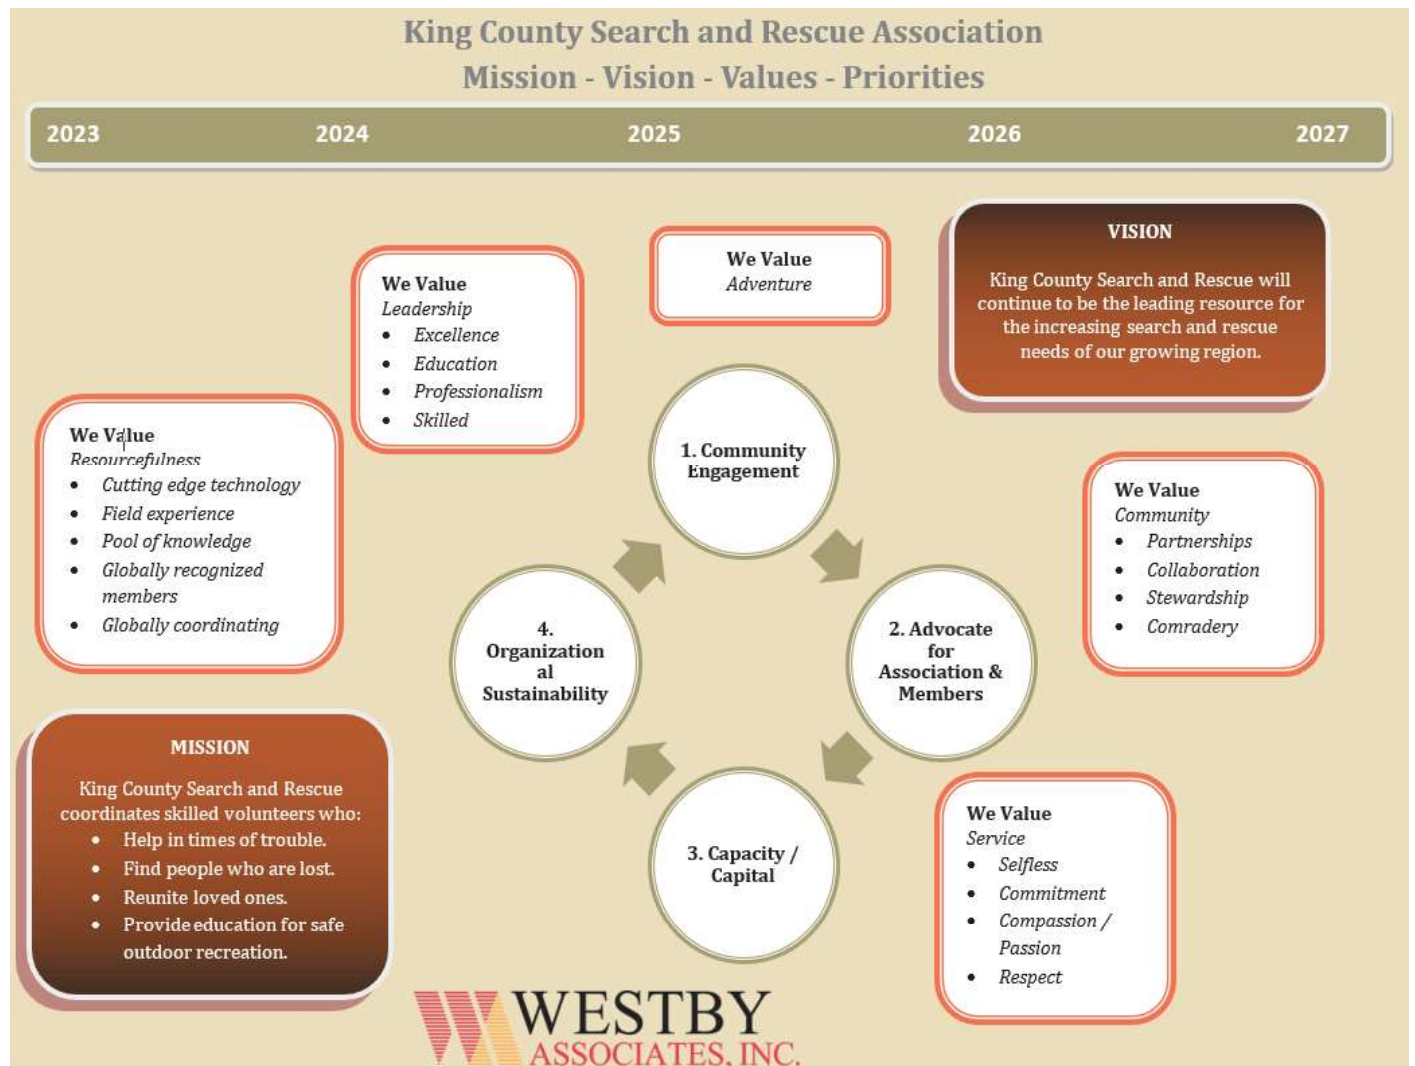 King County Search and Rescue Association
Mission - Vision - Values - Priorities
2023 2024 2025 2026 2027
We Value
Adventure
VISION
King County Search and Rescue will
continue to be the leading resource for
the increasing search and rescue
needs of our growing region.
We Value
Leadership
• Excellence
• Education
• Professionalism
• Skilled
We Value
Resourcefulness
• Cutting edge technology
• Field experience
• Pool of knowledge
• Globally recognized
members
• Globally coordinating
1. Community
Engagement
We Value
Community
• Partnerships
• Collaboration
• Stewardship
• Comradery
4.
Organization
al
Sustainability
2. Advocate
for
Association &
Members
MISSION
King County Search and Rescue
coordinates skilled volunteers who:
• Help in times of trouble.
• Find people who are lost.
• Reunite loved ones.
• Provide education for safe
outdoor recreation.
3. Capacity /
Capital
We Value
Service
• Selfless
• Commitment
• Compassion /
Passion
• Respect
WESTBY
ASSOCIATES, INC.